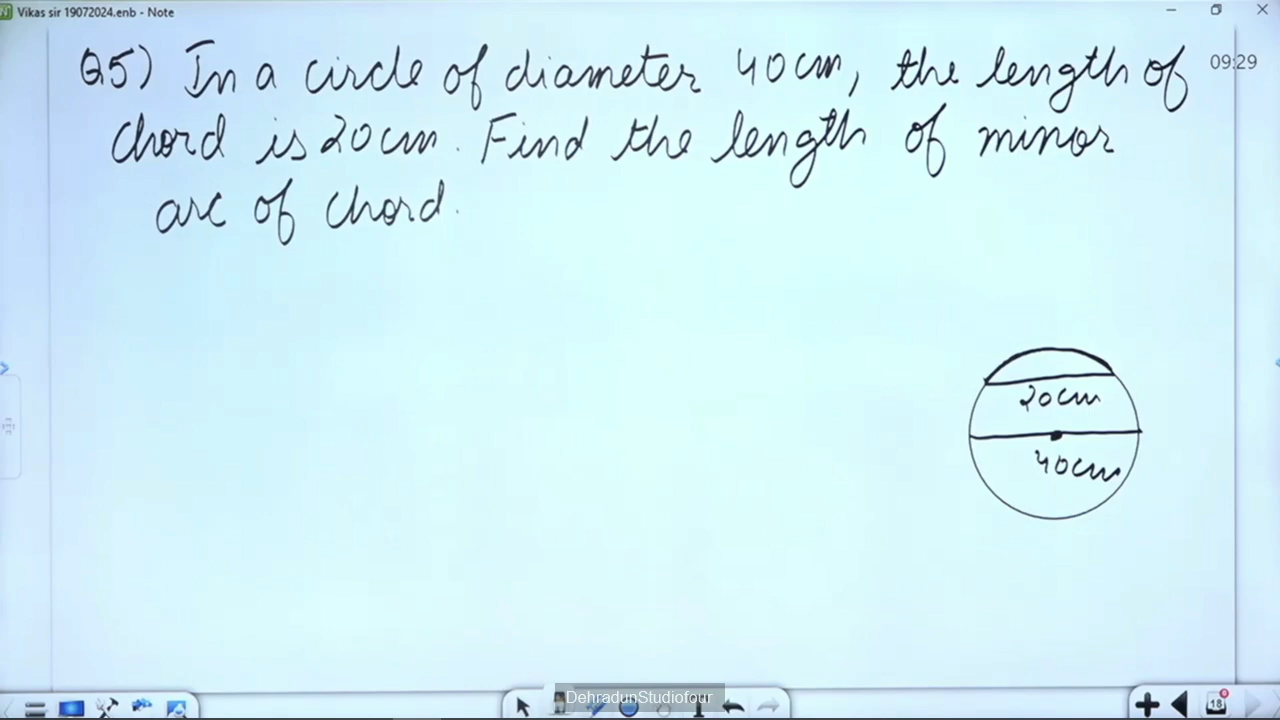 Vikas sir 19072024.enb - Note
09:29
Q5) In a circle of diameter 40cm, the length of
chord is 20cm. Find the length of minor
arc of chord.
20cm
40cm
DehradunStudiofour
18